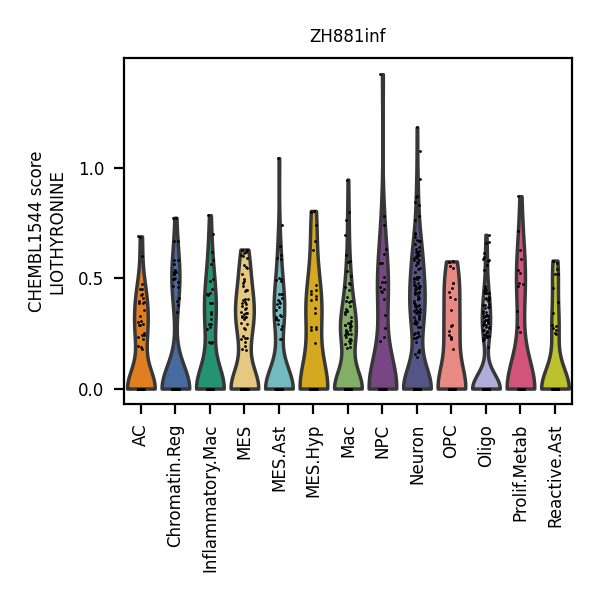 ZH881inf
CHEMBL1544 score
LIOTHYRONINE
1.0
0.5
0.0
AC
Chromatin.Reg
Inflammatory.Mac
MES
MES.Ast
MES.Hyp
Mac
NPC
Neuron
OPC
Oligo
Prolif.Metab
Reactive.Ast